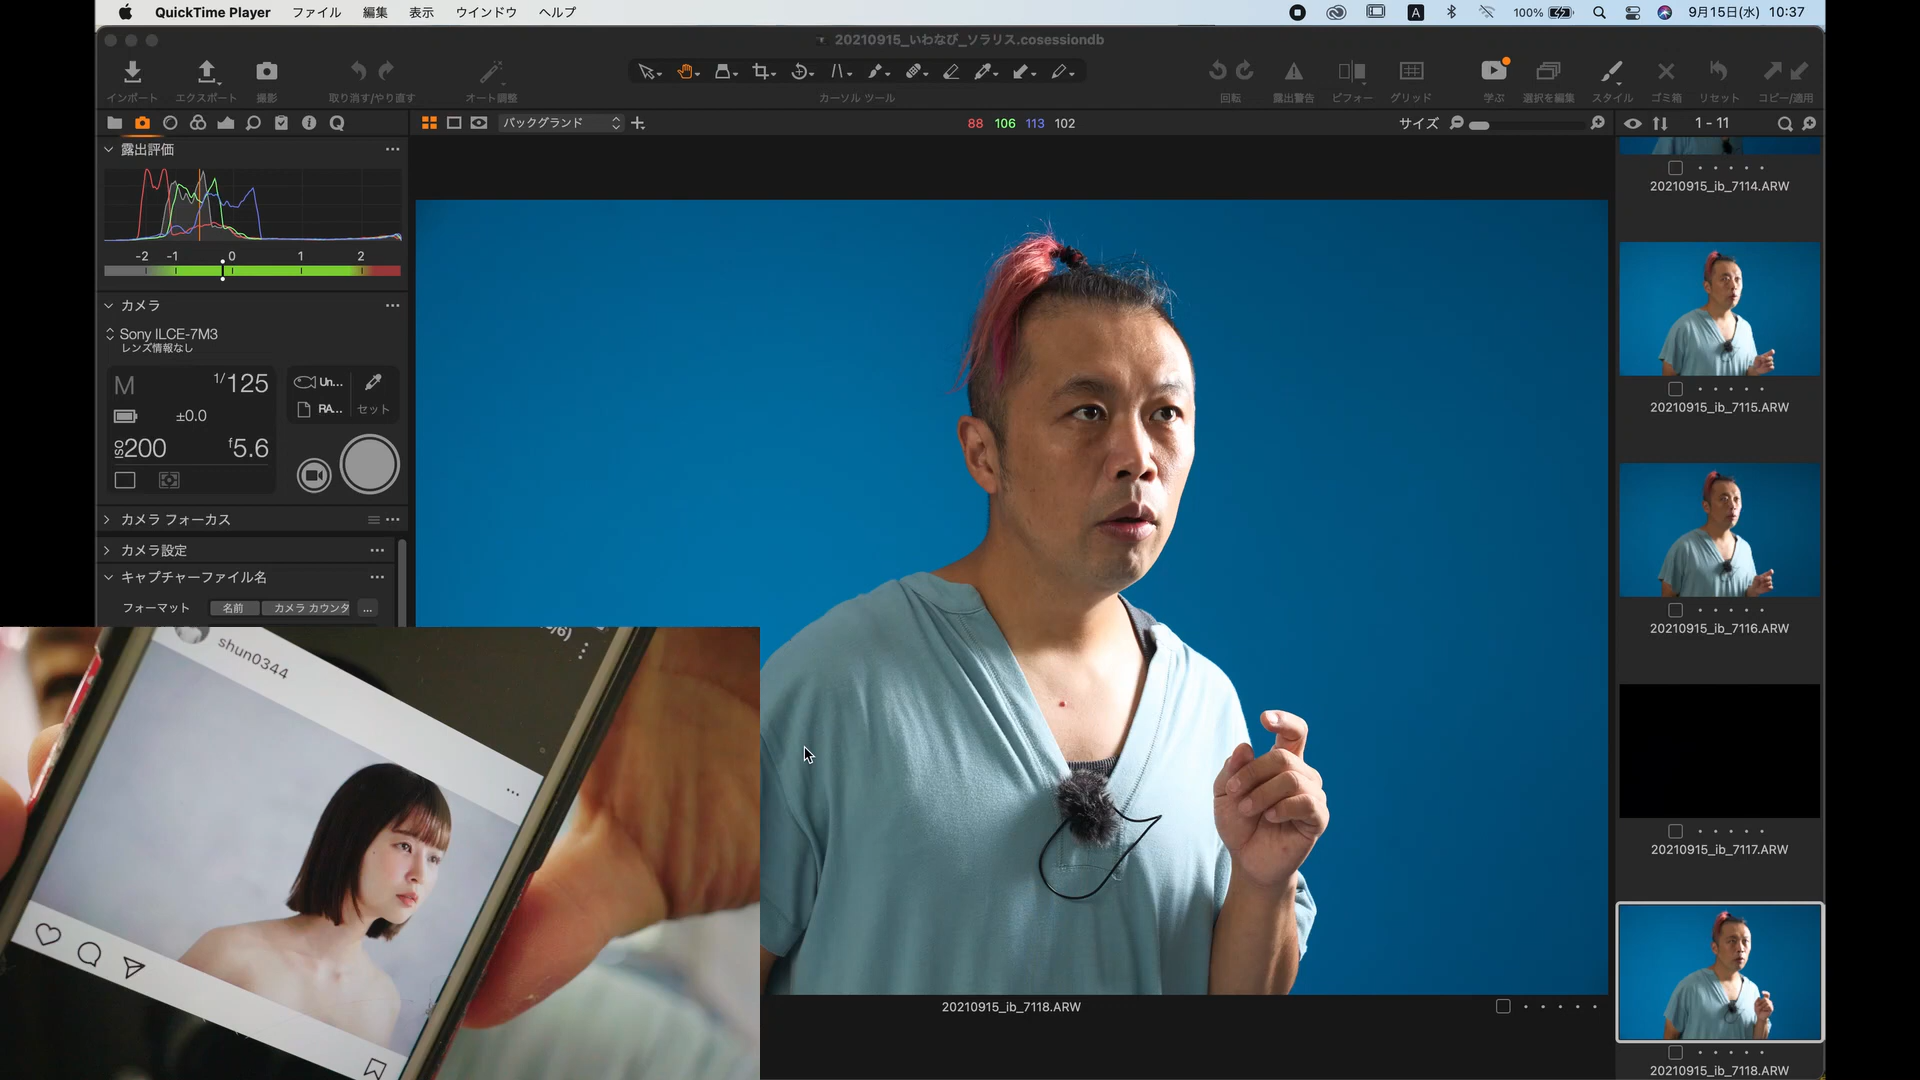 QuickTime Player ファイル 編集 表示 ウインドウ ヘルプ
A 100% 9月15日(水) 10:37
20210915_いわなび_ソラリス.cosessiondb
インポート エクスポート 撮影 取り消す/やり直す オート調整 カーソル ツール 回転 露出警告 ビフォー グリッド 学ぶ 選択を編集 スタイル ゴミ箱 リセット コピー/適用
バックグランド 88 106 113 102 サイズ 1 - 11
露出評価
-2 -1 0 1 2
カメラ
Sony ILCE-7M3
レンズ情報なし
M 1/125 Un...
±0.0 RA... セット
ISO 200 f5.6
カメラ フォーカス
カメラ設定
キャプチャーファイル名
フォーマット 名前 カメラ カウンタ ...
shun0344
20210915_ib_7118.ARW
20210915_ib_7114.ARW
20210915_ib_7115.ARW
20210915_ib_7116.ARW
20210915_ib_7117.ARW
20210915_ib_7118.ARW